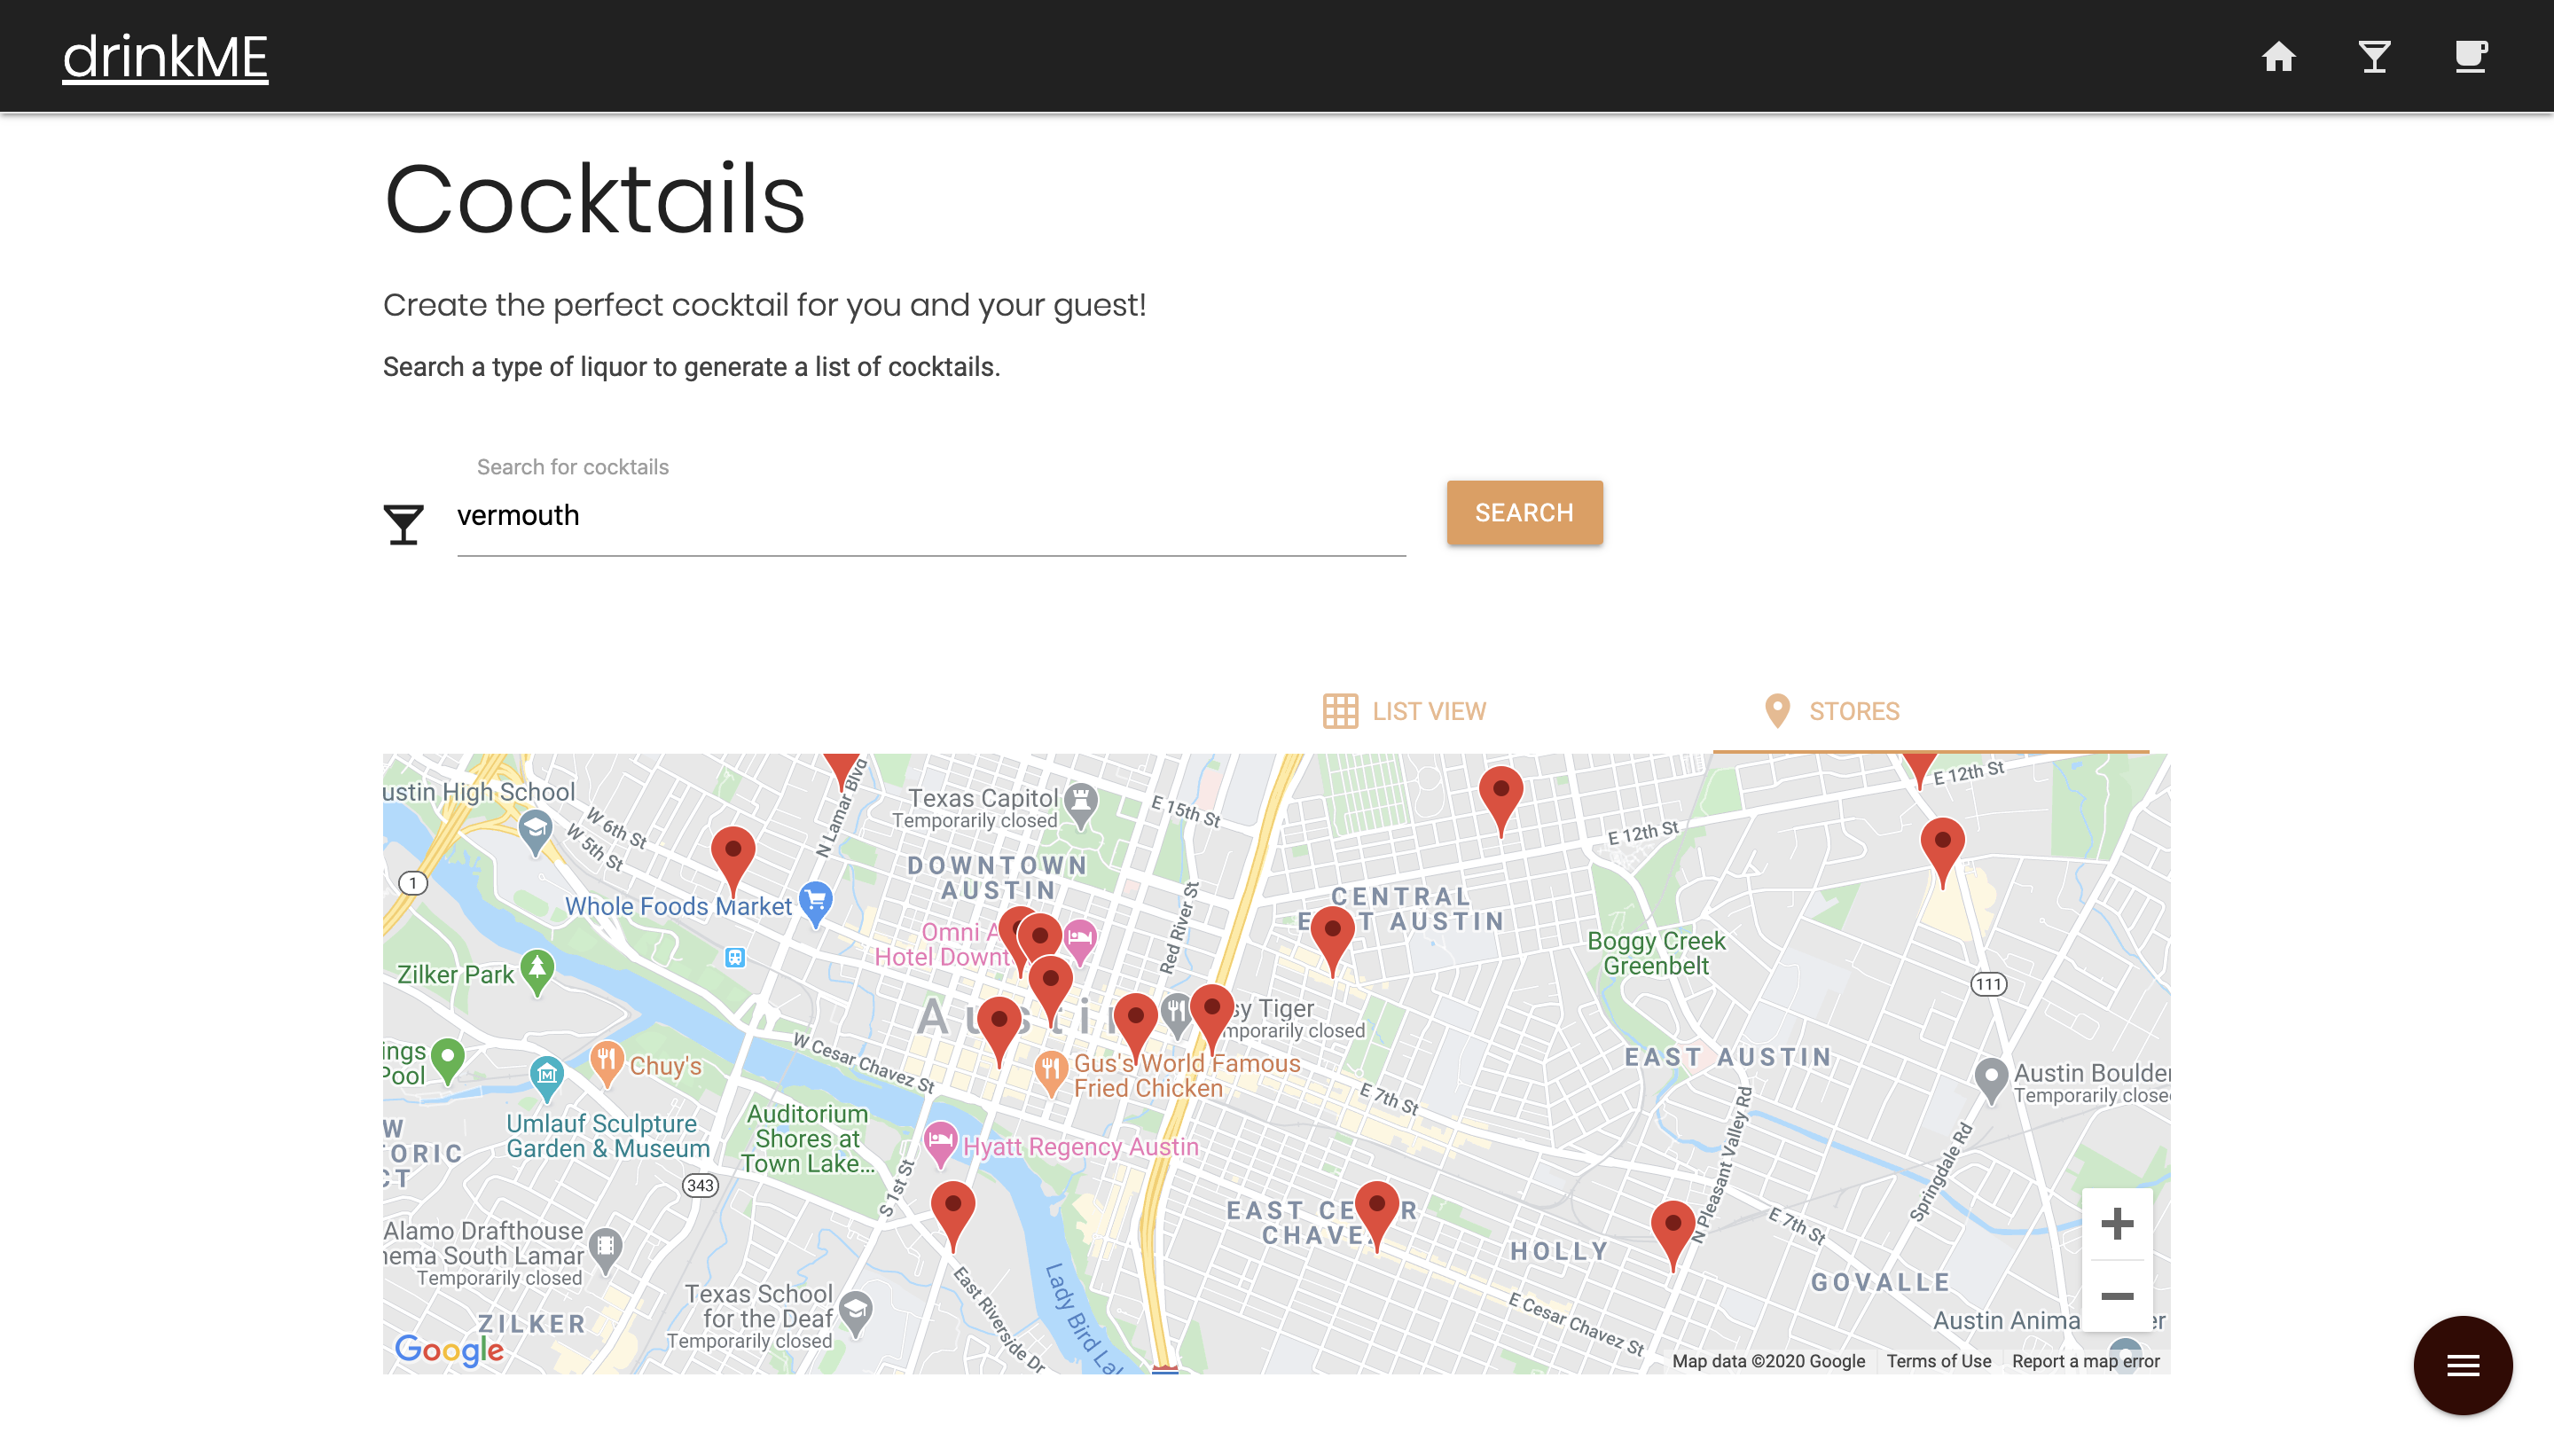 drinkME
Cocktails
Create the perfect cocktail for you and your guest!
Search a type of liquor to generate a list of cocktails.
Search for cocktails
vermouth
SEARCH
LIST VIEW
STORES
ustin High School
W 6th St
W 5th St
N Lamar Blvd
Texas Capitol
Temporarily closed
E 15th St
E 12th St
E 12th St
1
DOWNTOWN
AUSTIN
Whole Foods Market
CENTRAL
E T AUSTIN
Omni A
Hotel Downt
Red River St
Boggy Creek
Greenbelt
Zilker Park
111
Austin
sy Tiger
mporarily closed
ings
Pool
Chuy's
W Cesar Chavez St
Gus's World Famous
Fried Chicken
EAST AUSTIN
Austin Boulder
Temporarily close
E 7th St
N Pleasant Valley Rd
Springdale Rd
Umlauf Sculpture
Garden & Museum
Auditorium
Shores at
Town Lake...
Hyatt Regency Austin
W
ORIC
CT
343
S 1st St
EAST CE R
CHAVE
E 7th St
Alamo Drafthouse
nema South Lamar
Temporarily closed
HOLLY
GOVALLE
East Riverside Dr
Lady Bird Lak
Texas School
for the Deaf
Temporarily closed
E Cesar Chavez St
Austin Anima er
ZILKER
Google
Map data ©2020 Google
Terms of Use
Report a map error